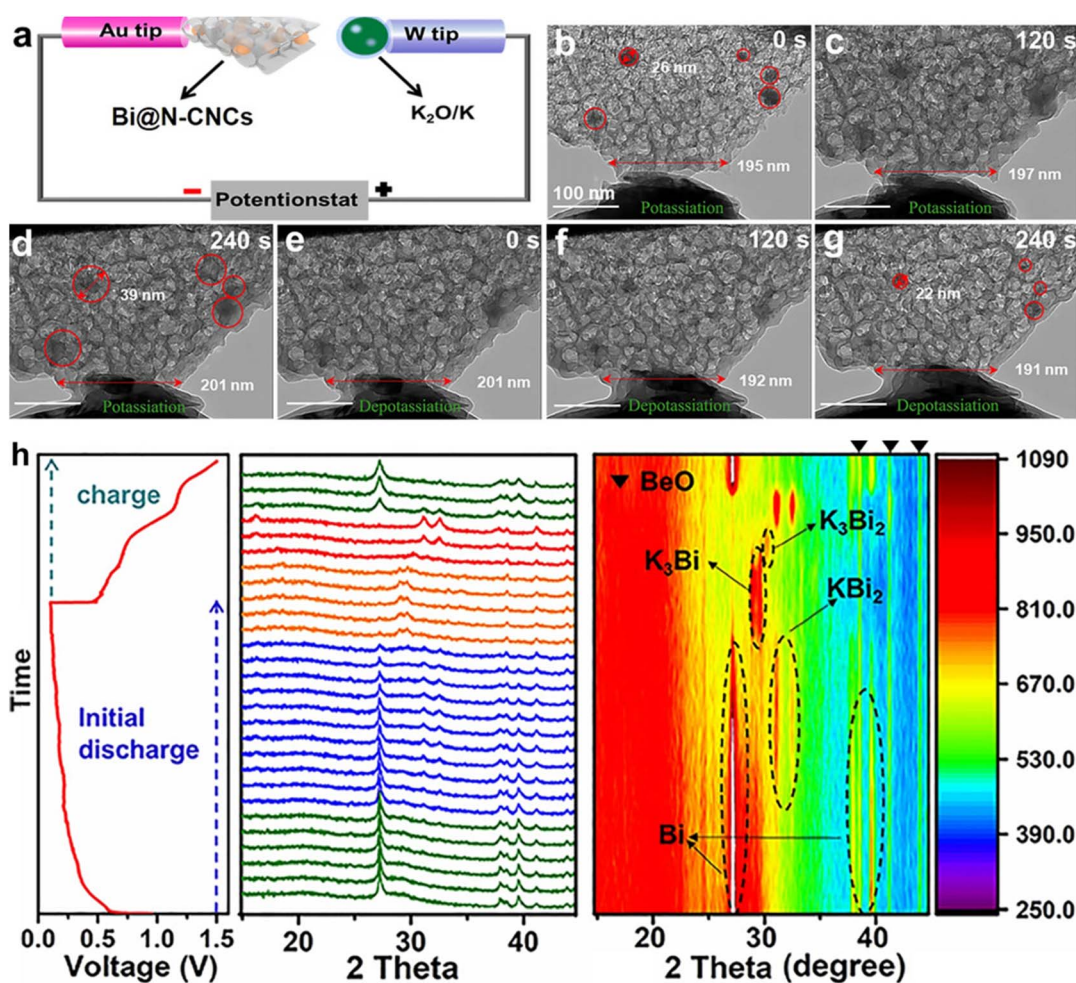 a
Au tip
W tip
Bi@N-CNCs
K₂O/K
−
+
Potentionstat
b
0 s
26 nm
195 nm
100 nm
Potassiation
c
120 s
197 nm
Potassiation
d
240 s
39 nm
201 nm
Potassiation
e
0 s
201 nm
Depotassiation
f
120 s
192 nm
Depotassiation
g
240 s
22 nm
191 nm
Depotassiation
h
charge
Initial
discharge
Time
0.0 0.5 1.0 1.5
Voltage (V)
20 30 40
2 Theta
BeO
K₃Bi₂
K₃Bi
KBi₂
Bi
20 30 40
2 Theta (degree)
1090
950.0
810.0
670.0
530.0
390.0
250.0